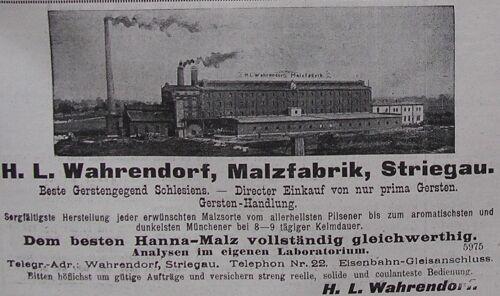 H. L. Wahrendorf Malzfabrik
H. L. Wahrendorf, Malzfabrik, Striegau.
Beste Gerstengegend Schlesiens. — Directer Einkauf von nur prima Gersten.
Gersten-Handlung.
Sorgfältigste Herstellung jeder erwünschten Malzsorte vom allerhellsten Pilsener bis zum aromatischsten und
dunkelsten Münchener bei 8—9 tägiger Keimdauer.
Dem besten Hanna-Malz vollständig gleichwerthig.
Analysen im eigenen Laboratorium. 5975
Telegr.-Adr.: Wahrendorf, Striegau. Telephon Nr. 22. Eisenbahn-Gleisanschluss.
Bitten höflichst um gütige Aufträge und versichern streng reelle, solide und coulanteste Bedienung.
H. L. Wahrendorf.